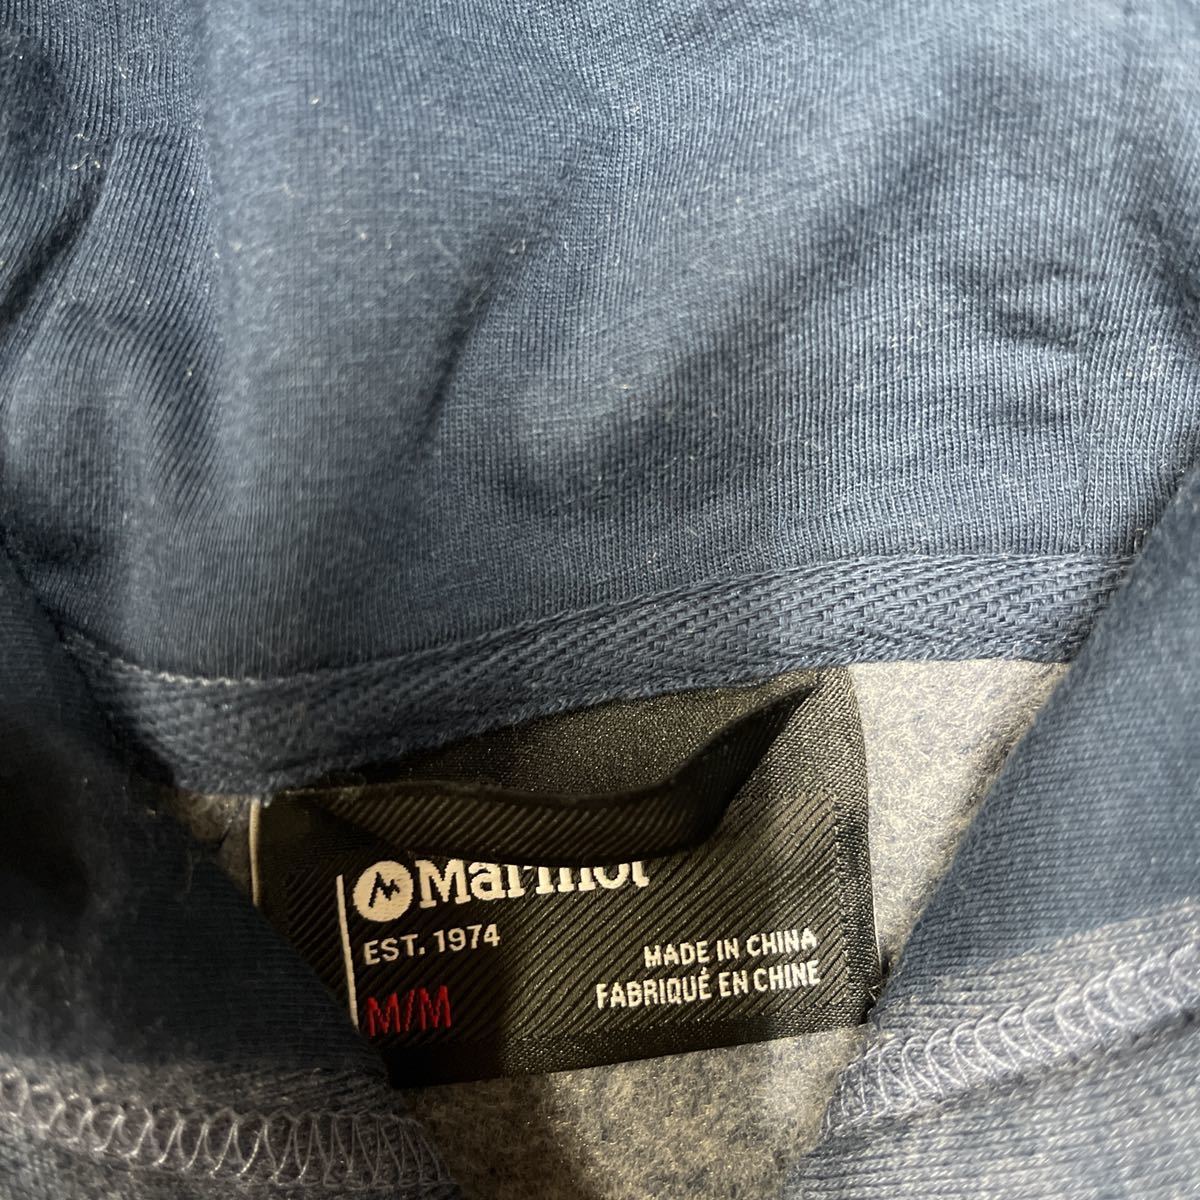 Marmot
EST. 1974
M/M
MADE IN CHINA
FABRIQUÉ EN CHINE